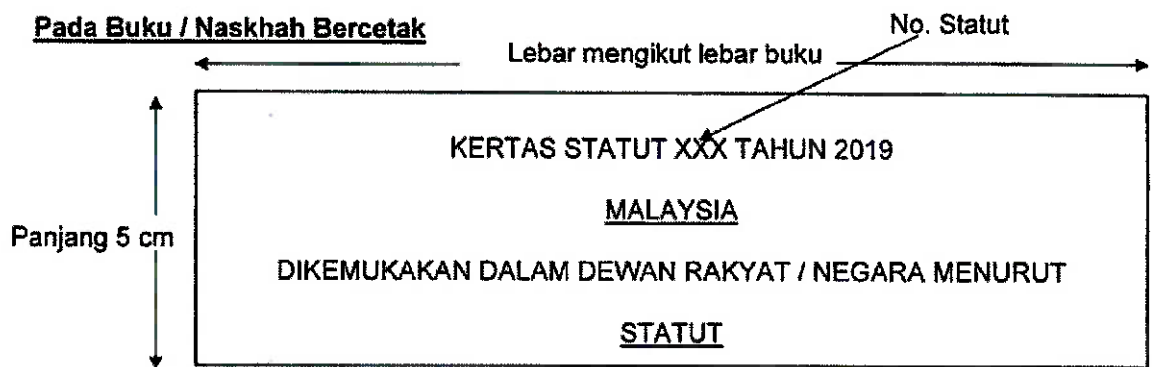 Pada Buku / Naskhah Bercetak
No. Statut
Lebar mengikut lebar buku
KERTAS STATUT XXX TAHUN 2019
MALAYSIA
Panjang 5 cm
DIKEMUKAKAN DALAM DEWAN RAKYAT / NEGARA MENURUT
STATUT